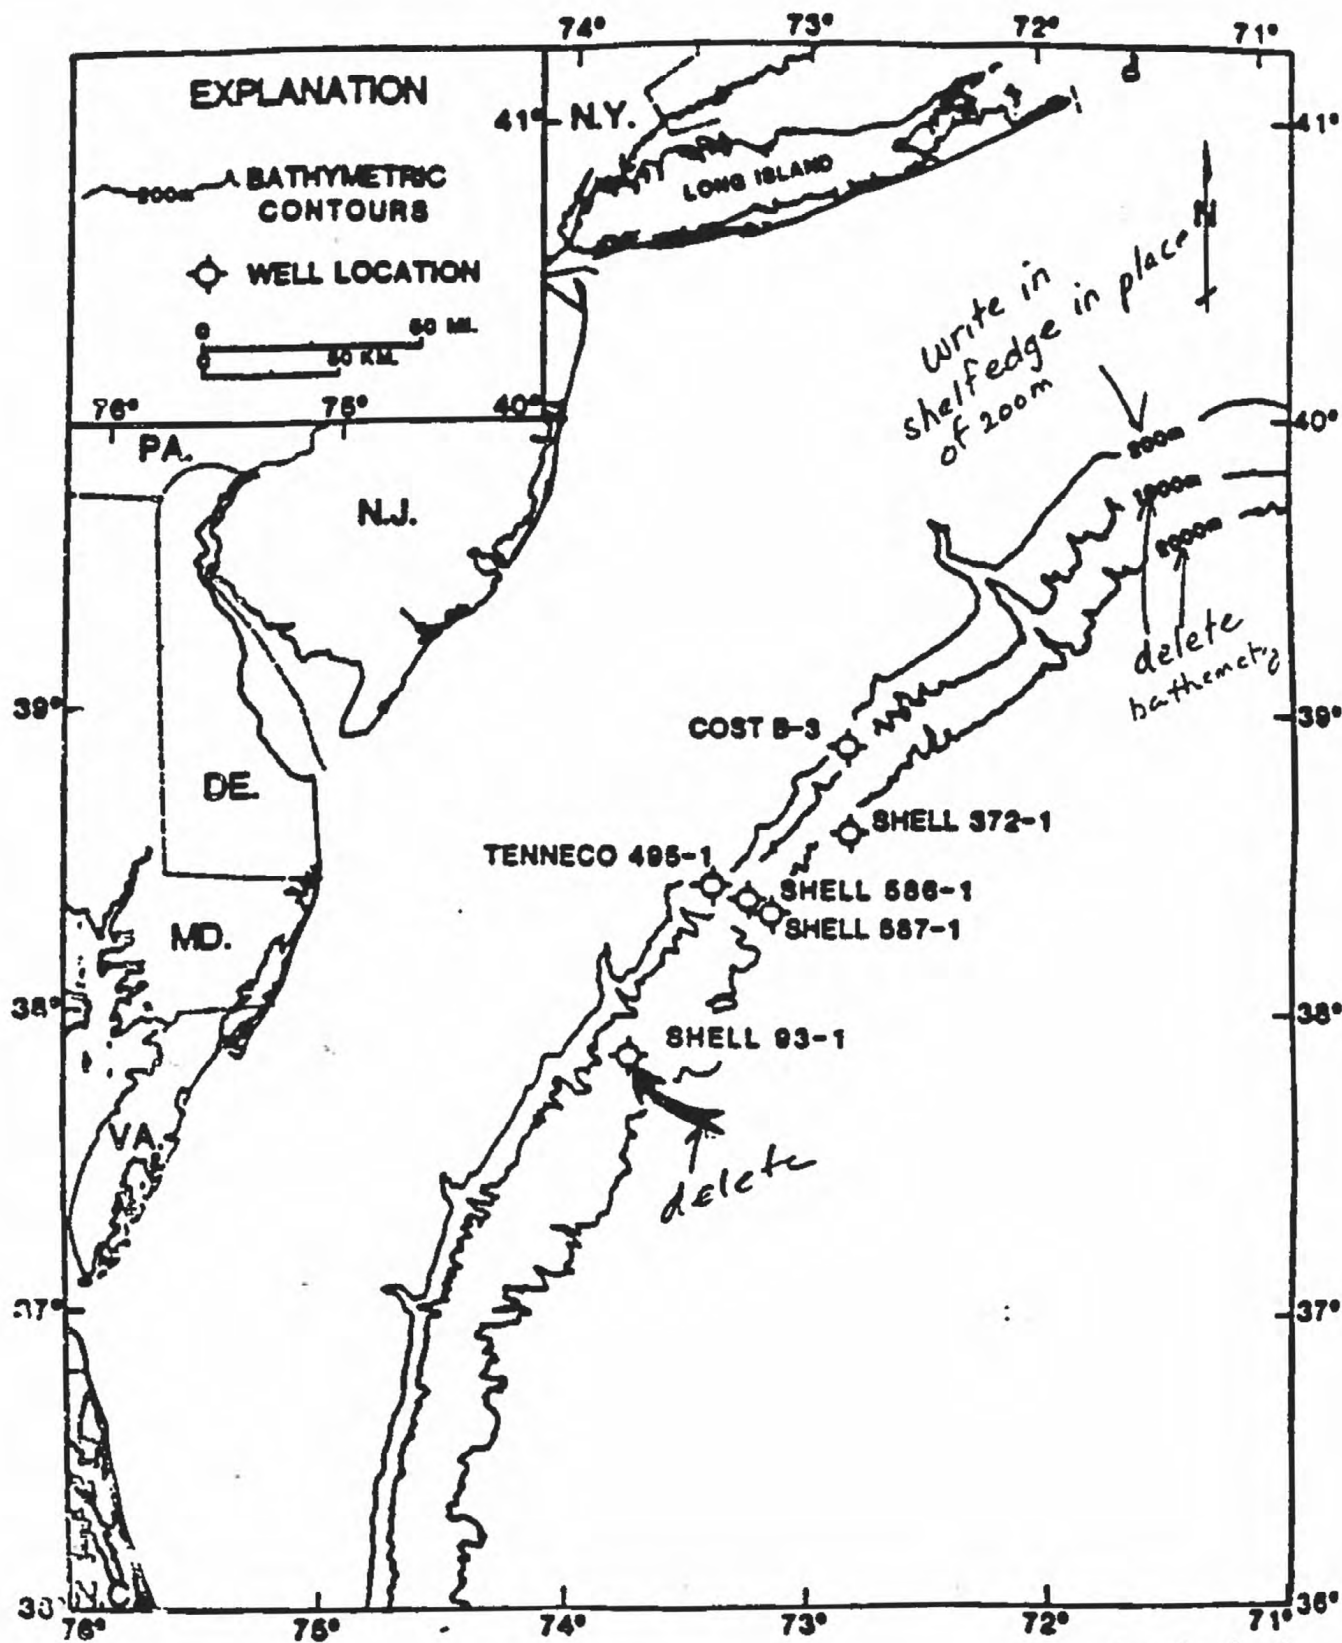 74° 73° 72° 71°
EXPLANATION
200m BATHYMETRIC
CONTOURS
WELL LOCATION
0 50 MI.
0 50 KM.
41° N.Y. 41°
LONG ISLAND
N
Write in
shelfedge in place
of 200m
76° 75° 40° 40°
PA.
N.J.
200m
1000m
2000m
delete
bathemetry
39° 39°
COST B-3
DE.
SHELL 372-1
TENNECO 495-1
SHELL 586-1
SHELL 587-1
MD.
38° 38°
SHELL 93-1
VA.
delete
37° 37°
36° 36°
76° 75° 74° 73° 72° 71°